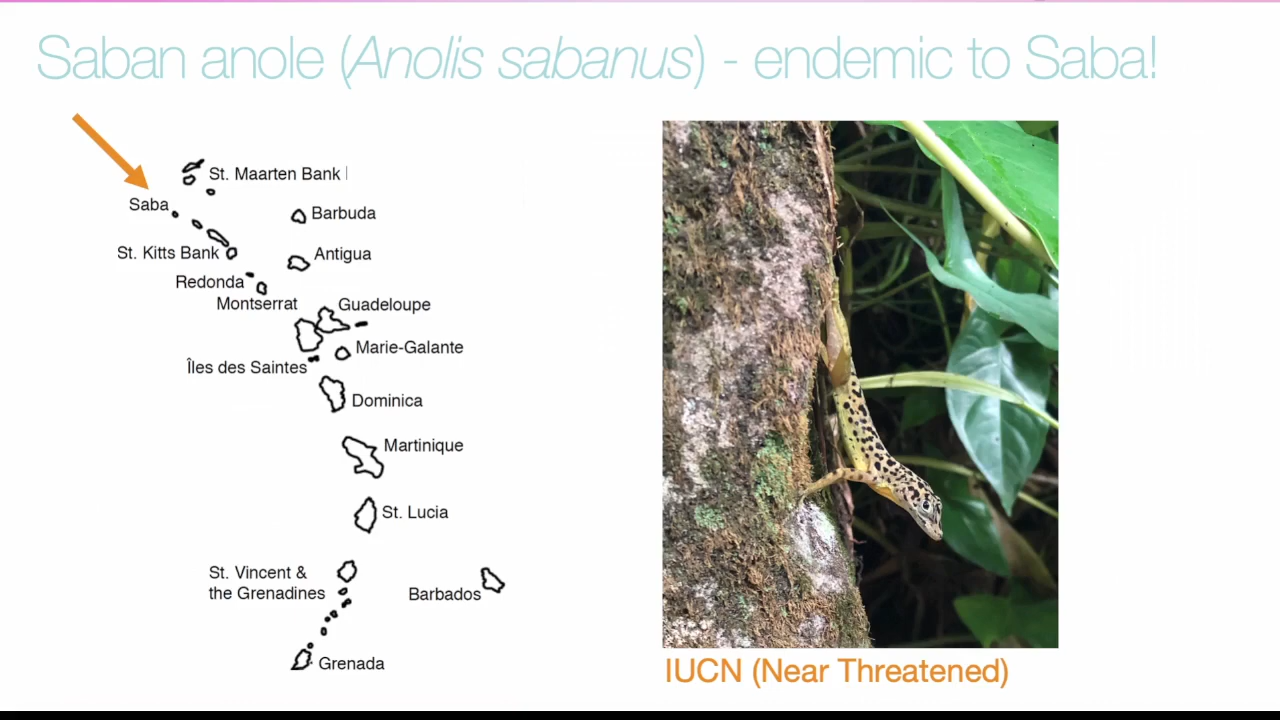 Saban anole (Anolis sabanus) - endemic to Saba!
St. Maarten Bank
Saba
Barbuda
St. Kitts Bank
Antigua
Redonda
Montserrat
Guadeloupe
Marie-Galante
Îles des Saintes
Dominica
Martinique
St. Lucia
St. Vincent &
the Grenadines
Barbados
Grenada
IUCN (Near Threatened)